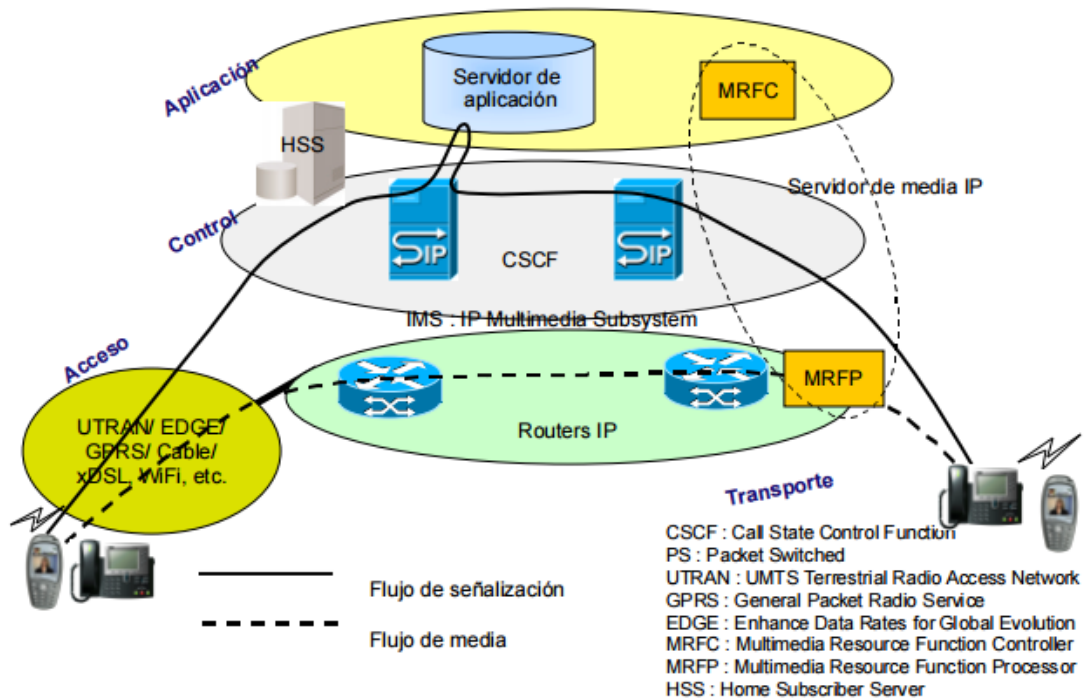 Aplicación
Servidor de
aplicación
MRFC
HSS
Servidor de media IP
Control
SIP
SIP
CSCF
IMS : IP Multimedia Subsystem
Acceso
MRFP
UTRAN/ EDGE/
GPRS/ Cable/
xDSL, WiFi, etc.
Routers IP
Transporte
Flujo de señalización
Flujo de media
CSCF : Call State Control Function
PS : Packet Switched
UTRAN : UMTS Terrestrial Radio Access Network
GPRS : General Packet Radio Service
EDGE : Enhance Data Rates for Global Evolution
MRFC : Multimedia Resource Function Controller
MRFP : Multimedia Resource Function Processor
HSS : Home Subscriber Server